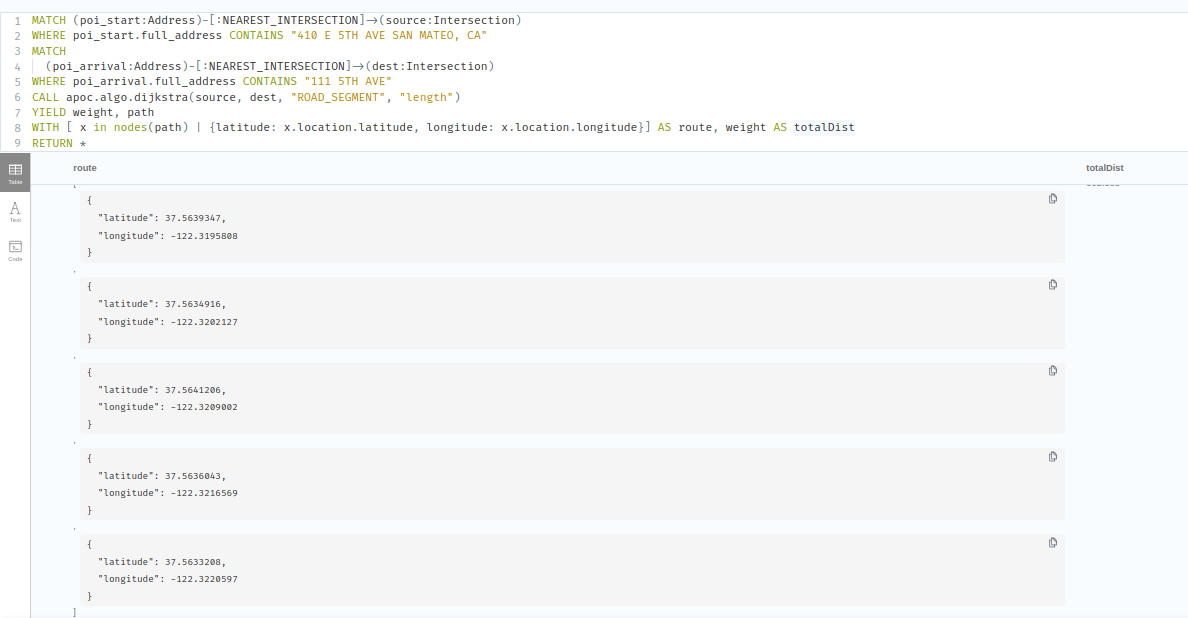 1 MATCH (poi_start:Address)-[:NEAREST_INTERSECTION]->(source:Intersection)
2 WHERE poi_start.full_address CONTAINS "410 E 5TH AVE SAN MATEO, CA"
3 MATCH
4 (poi_arrival:Address)-[:NEAREST_INTERSECTION]->(dest:Intersection)
5 WHERE poi_arrival.full_address CONTAINS "111 5TH AVE"
6 CALL apoc.algo.dijkstra(source, dest, "ROAD_SEGMENT", "length")
7 YIELD weight, path
8 WITH [ x in nodes(path) | {latitude: x.location.latitude, longitude: x.location.longitude}] AS route, weight AS totalDist
9 RETURN *
Table
Text
Code
route totalDist
[
{
"latitude": 37.5639347,
"longitude": -122.3195808
}
,
{
"latitude": 37.5634916,
"longitude": -122.3202127
}
,
{
"latitude": 37.5641206,
"longitude": -122.3209002
}
,
{
"latitude": 37.5636043,
"longitude": -122.3216569
}
,
{
"latitude": 37.5633208,
"longitude": -122.3220597
}
]